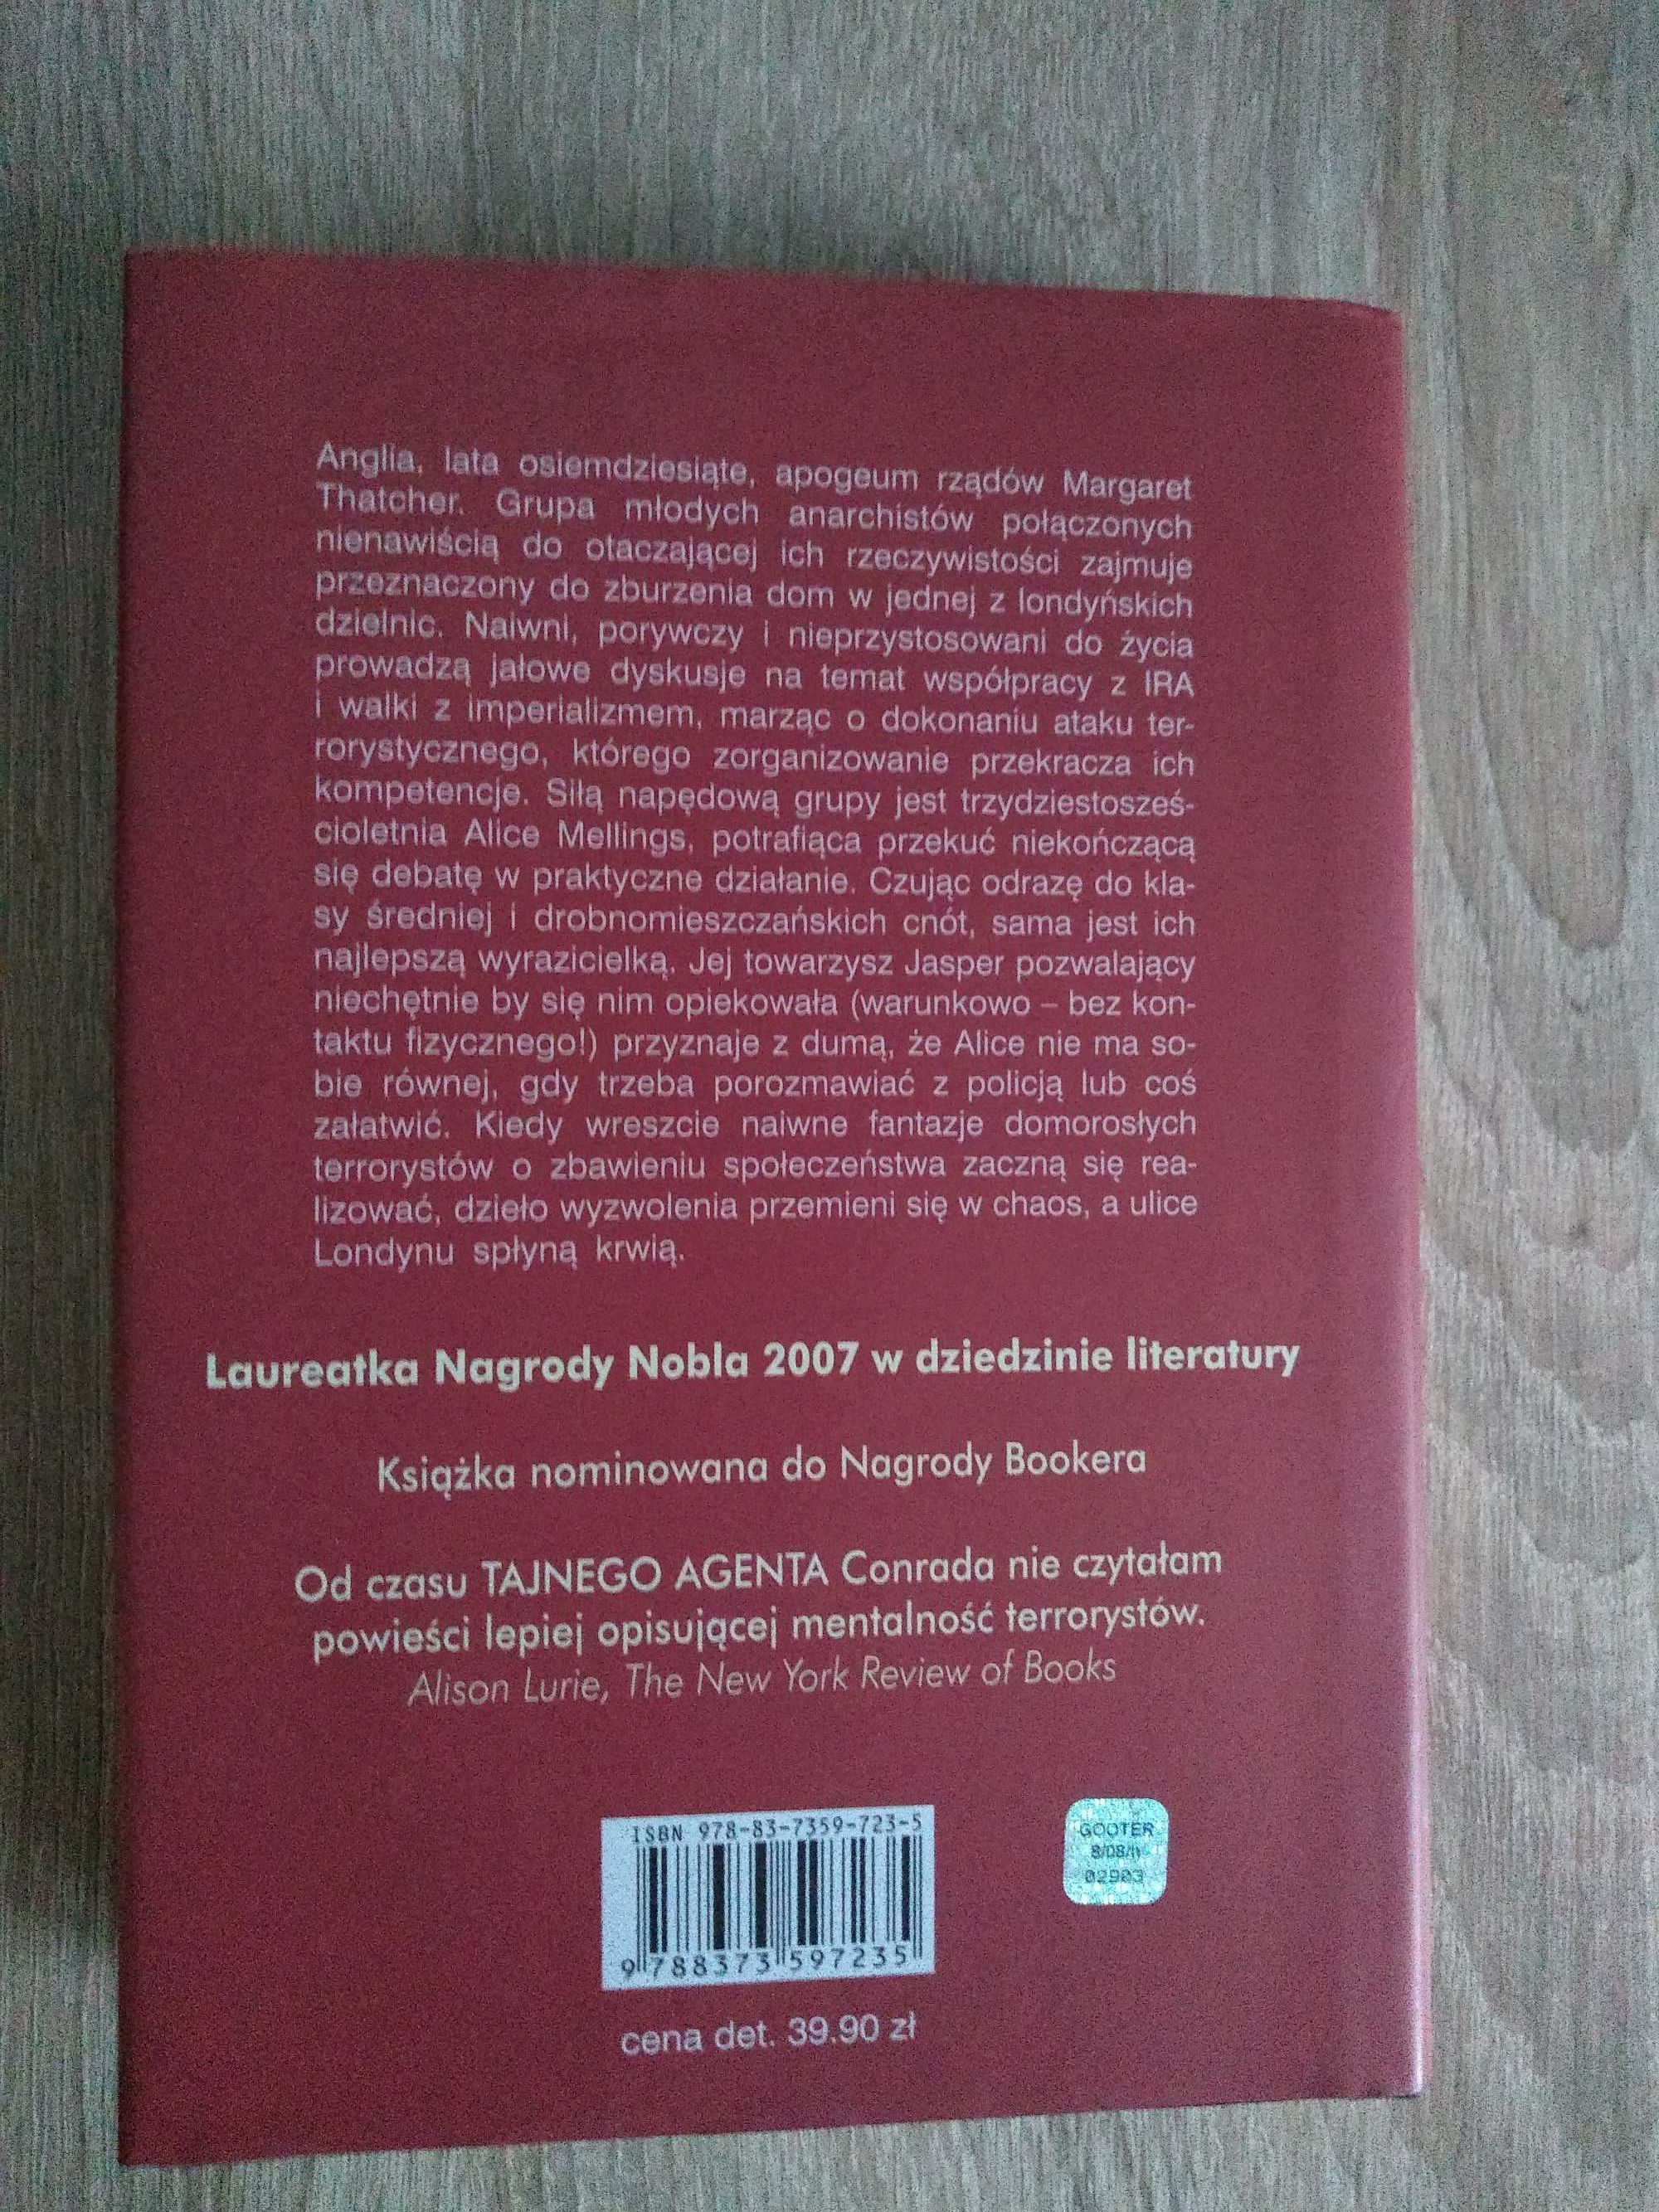 Anglia, lata osiemdziesiąte, apogeum rządów Margaret
Thatcher. Grupa młodych anarchistów połączonych
nienawiścią do otaczającej ich rzeczywistości zajmuje
przeznaczony do zburzenia dom w jednej z londyńskich
dzielnic. Naiwni, porywczy i nieprzystosowani do życia
prowadzą jałowe dyskusje na temat współpracy z IRA
i walki z imperializmem, marząc o dokonaniu ataku ter-
rorystycznego, którego zorganizowanie przekracza ich
kompetencje. Siłą napędową grupy jest trzydziestosześ-
cioletnia Alice Mellings, potrafiąca przekuć niekończącą
się debatę w praktyczne działanie. Czując odrazę do kla-
sy średniej i drobnomieszczańskich cnót, sama jest ich
najlepszą wyrazicielką. Jej towarzysz Jasper pozwalający
niechętnie by się nim opiekowała (warunkowo – bez kon-
taktu fizycznego!) przyznaje z dumą, że Alice nie ma so-
bie równej, gdy trzeba porozmawiać z policją lub coś
załatwić. Kiedy wreszcie naiwne fantazje domorosłych
terrorystów o zbawieniu społeczeństwa zaczną się rea-
lizować, dzieło wyzwolenia przemieni się w chaos, a ulice
Londynu spłyną krwią.
Laureatka Nagrody Nobla 2007 w dziedzinie literatury
Książka nominowana do Nagrody Bookera
Od czasu TAJNEGO AGENTA Conrada nie czytałam
powieści lepiej opisującej mentalność terrorystów.
Alison Lurie, The New York Review of Books
ISBN 978-83-7359-723-5
9 788373 597235
GOOTER
02903
cena det. 39.90 zł